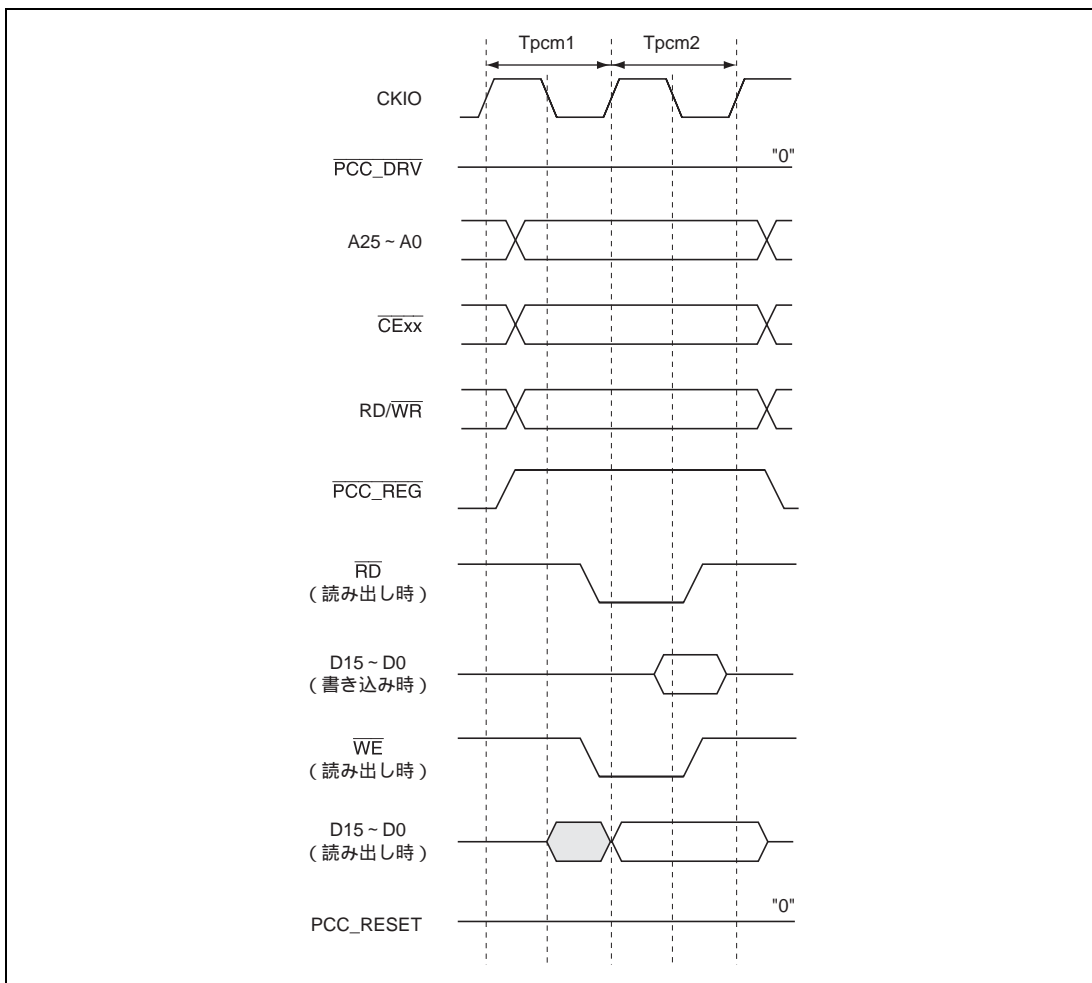 Tpcm1 Tpcm2
CKIO
PCC_DRV "0"
A25 ~ A0
CExx
RD/WR
PCC_REG
RD
(読み出し時)
D15 ~ D0
(書き込み時)
WE
(読み出し時)
D15 ~ D0
(読み出し時)
PCC_RESET "0"